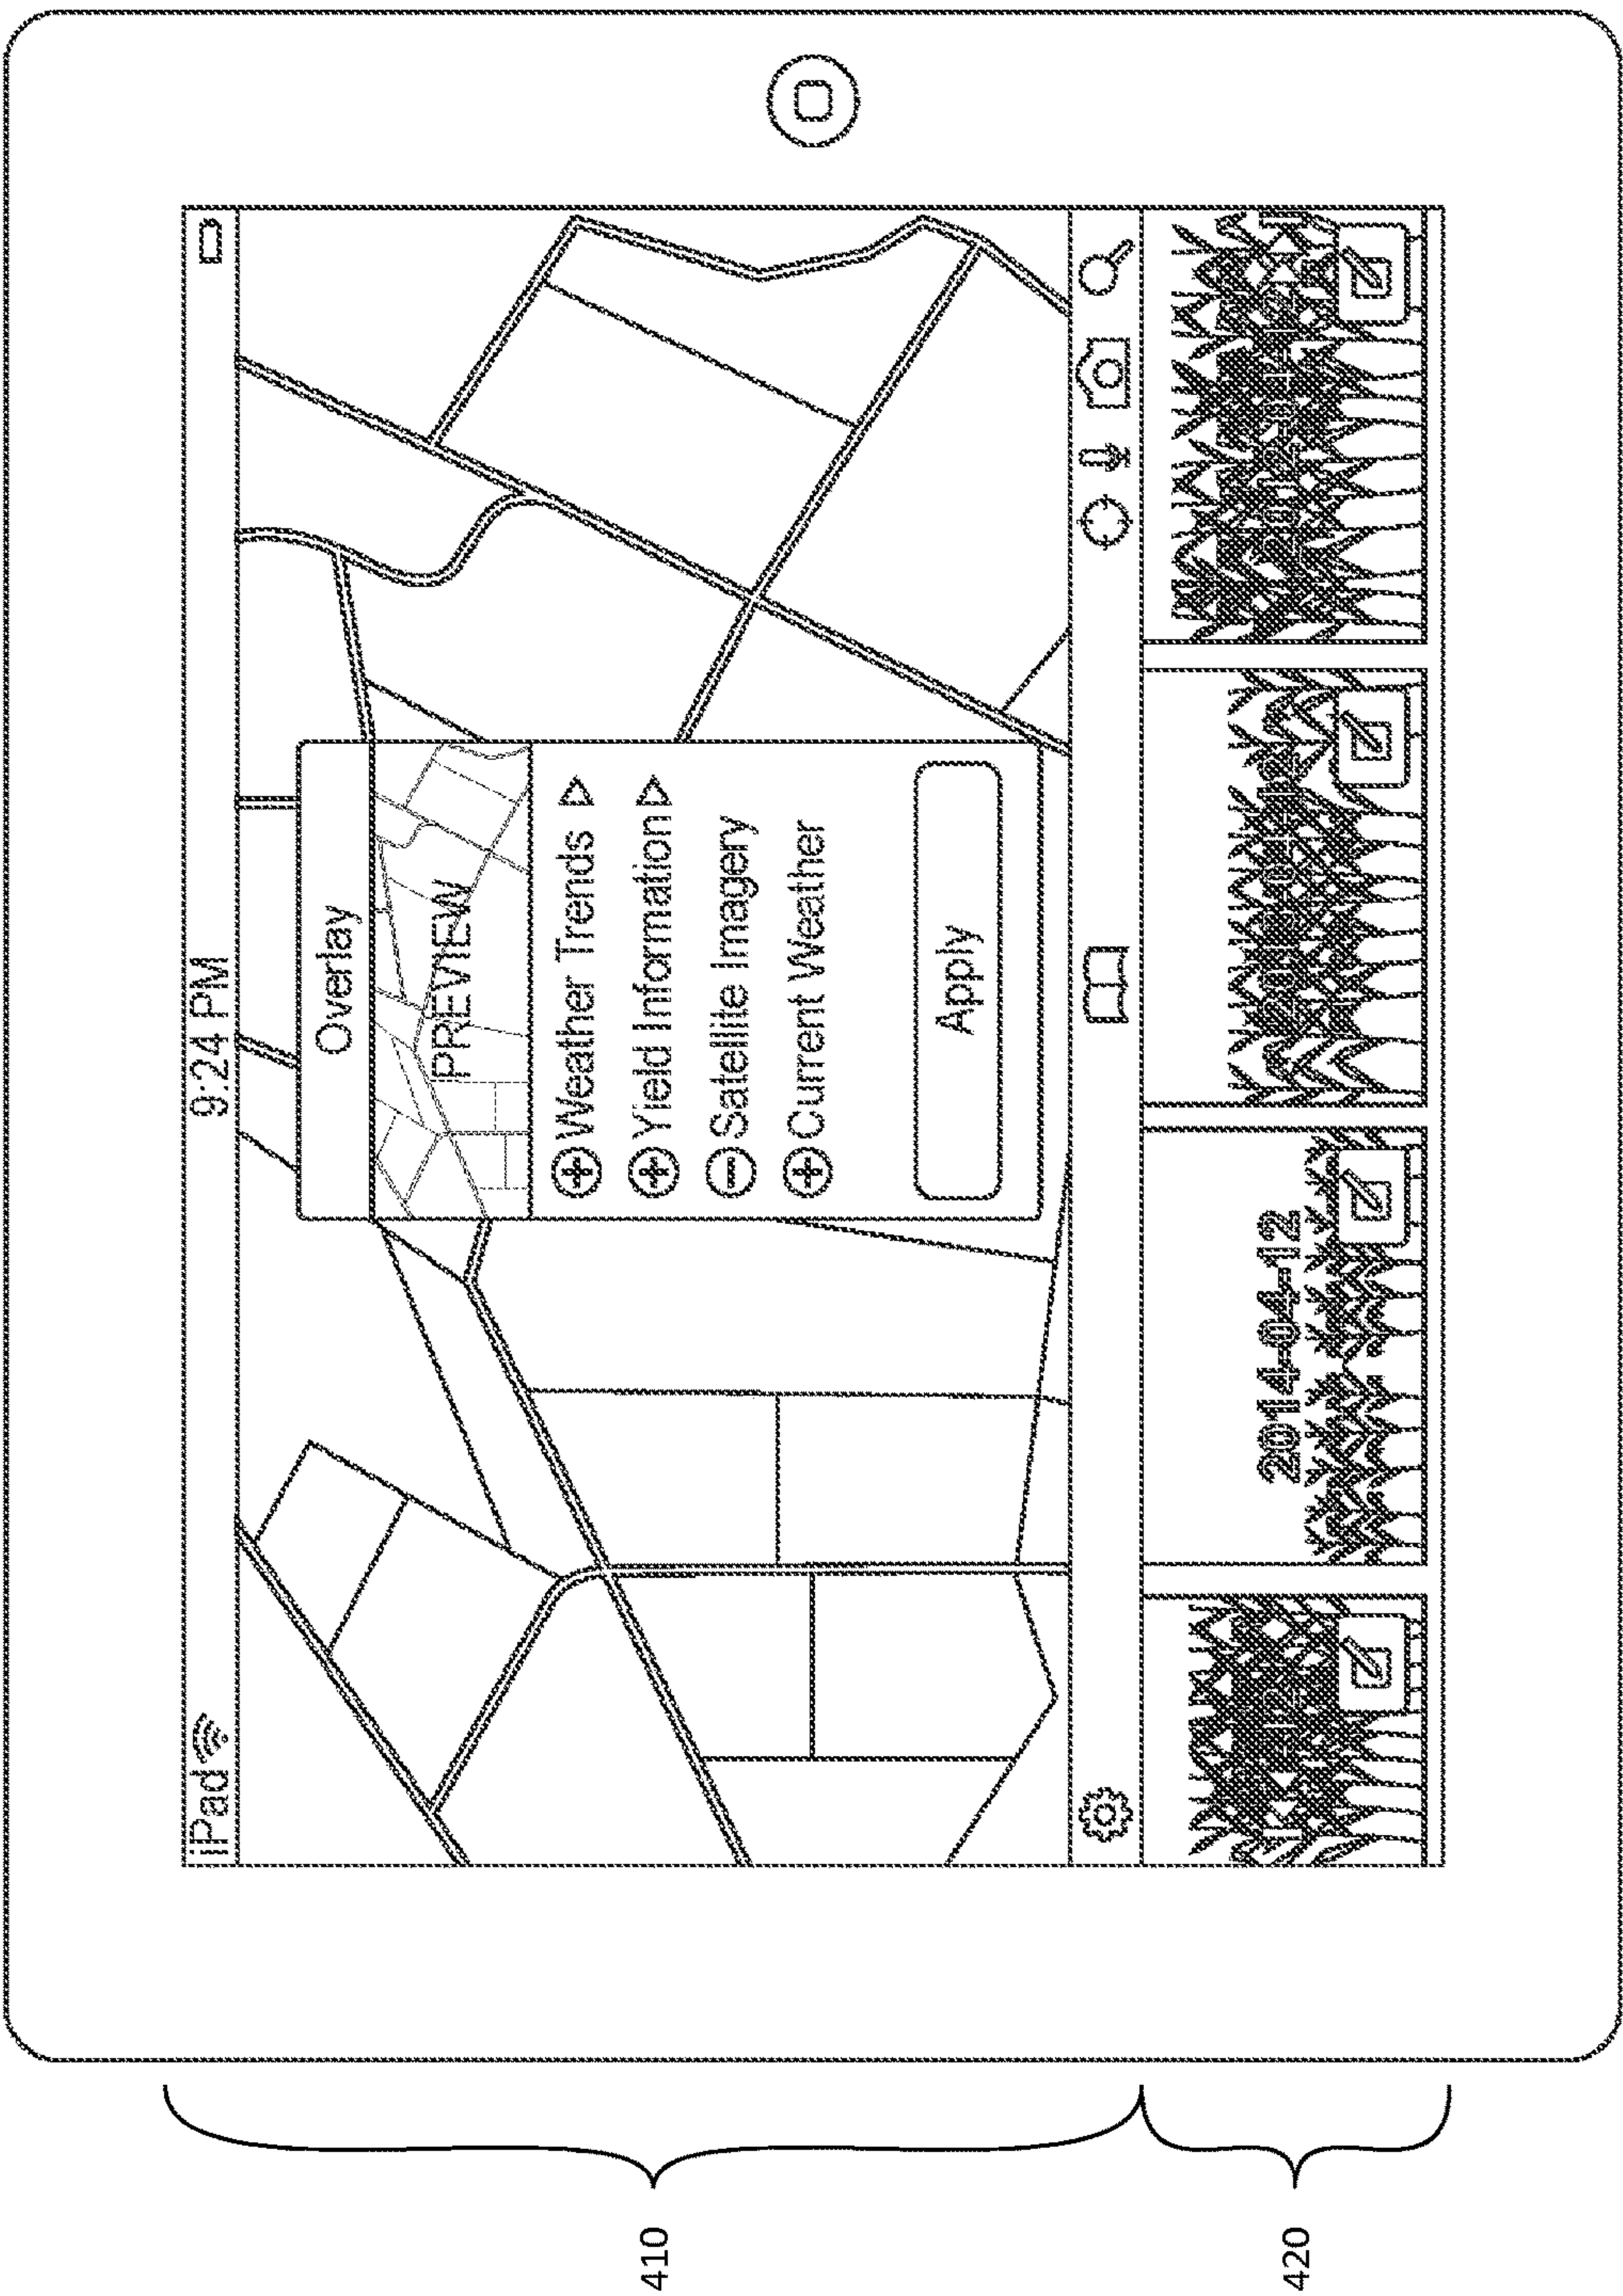 iPad
9:24 PM
Overlay
PREVIEW
Weather Trends
Yield Information
Satellite Imagery
Current Weather
Apply
2014-04-12
410
420